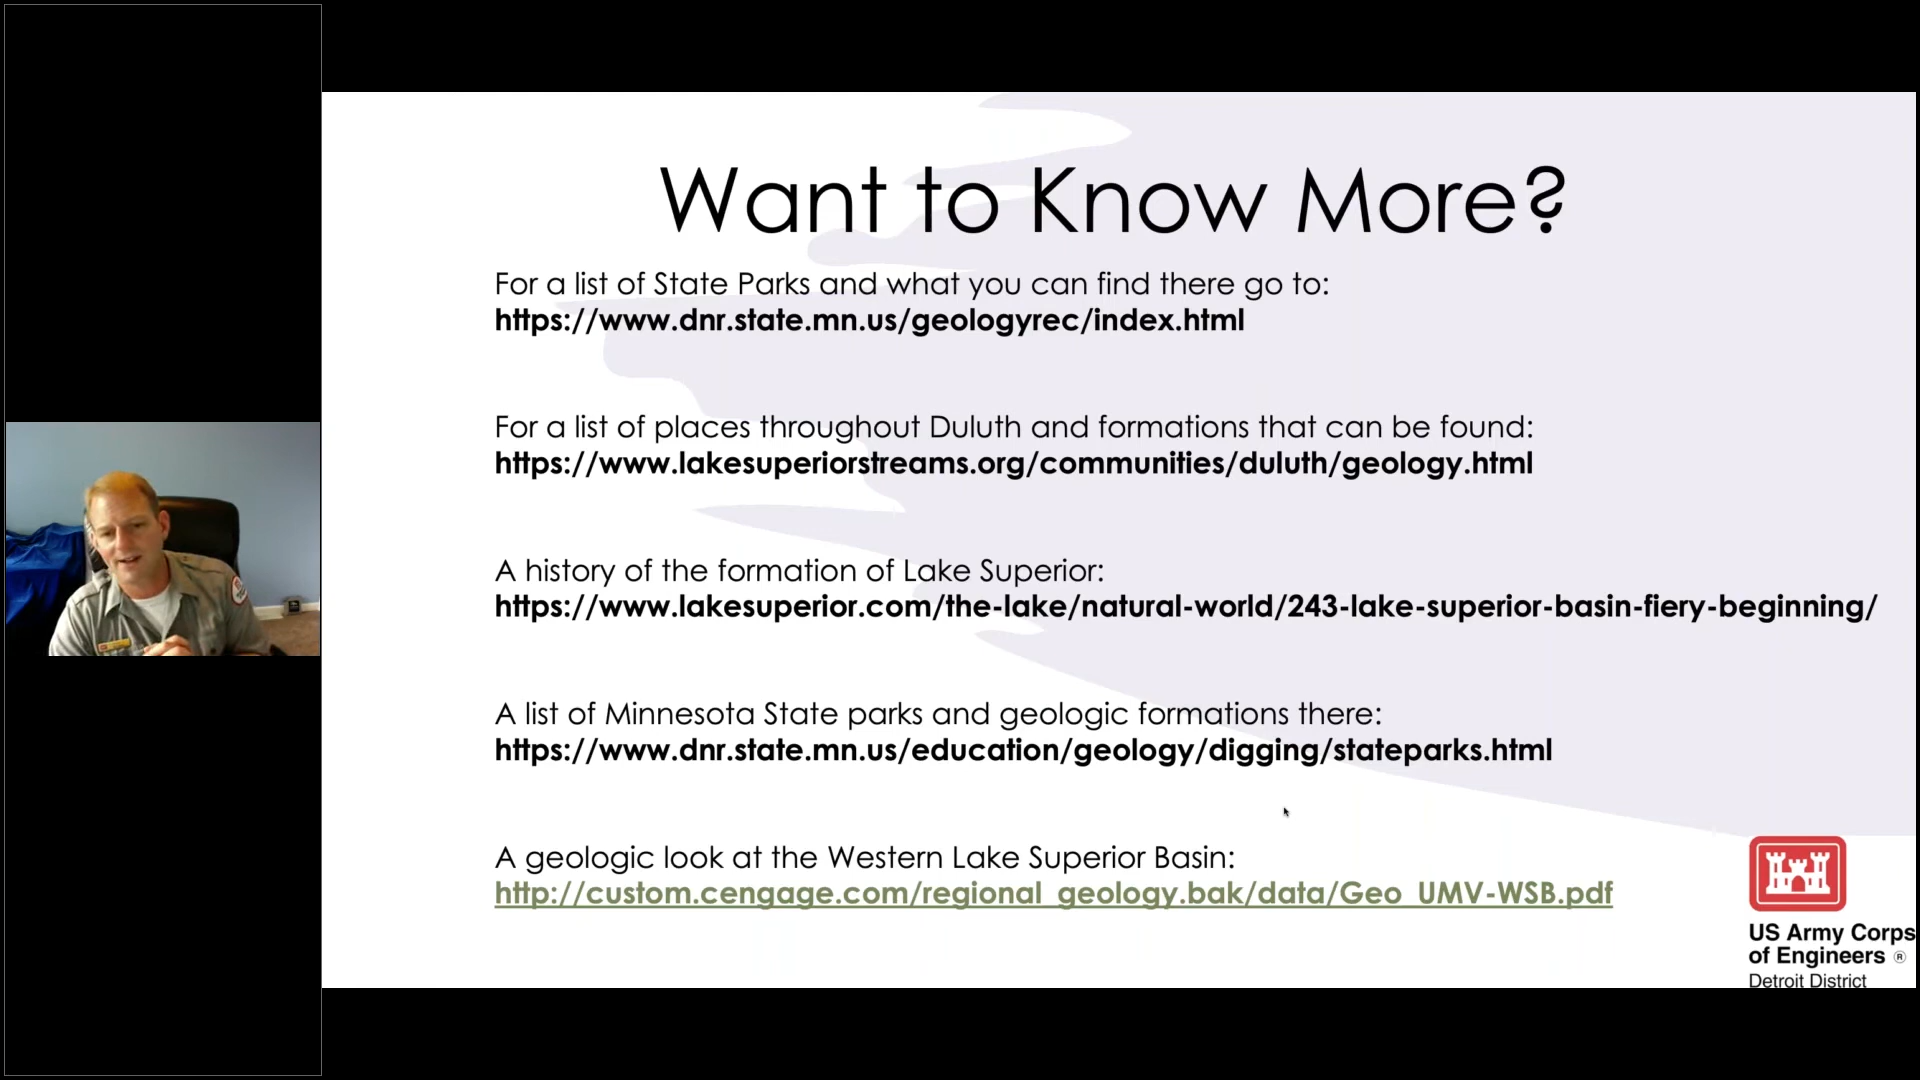 Want to Know More?
For a list of State Parks and what you can find there go to:
https://www.dnr.state.mn.us/geologyrec/index.html
For a list of places throughout Duluth and formations that can be found:
https://www.lakesuperiorstreams.org/communities/duluth/geology.html
A history of the formation of Lake Superior:
https://www.lakesuperior.com/the-lake/natural-world/243-lake-superior-basin-fiery-beginning/
A list of Minnesota State parks and geologic formations there:
https://www.dnr.state.mn.us/education/geology/digging/stateparks.html
A geologic look at the Western Lake Superior Basin:
http://custom.cengage.com/regional_geology.bak/data/Geo_UMV-WSB.pdf
US Army Corps
of Engineers ®
Detroit District